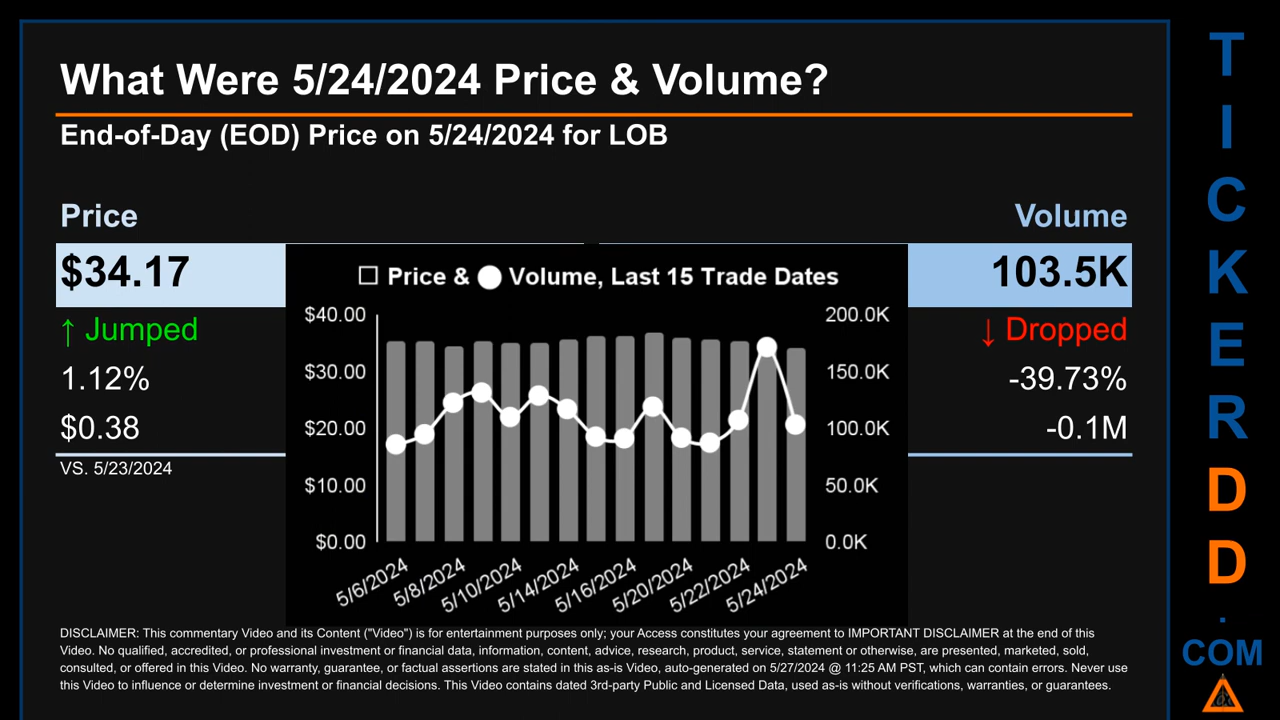 What Were 5/24/2024 Price & Volume?
End-of-Day (EOD) Price on 5/24/2024 for LOB
Price
Volume
$34.17
103.5K
↑ Jumped
↓ Dropped
1.12%
-39.73%
$0.38
-0.1M
VS. 5/23/2024
Price & Volume, Last 15 Trade Dates
$40.00
$30.00
$20.00
$10.00
$0.00
200.0K
150.0K
100.0K
50.0K
0.0K
5/6/2024
5/8/2024
5/10/2024
5/14/2024
5/16/2024
5/20/2024
5/22/2024
5/24/2024
DISCLAIMER: This commentary Video and its Content ("Video") is for entertainment purposes only; your Access constitutes your agreement to IMPORTANT DISCLAIMER at the end of this
Video. No qualified, accredited, or professional investment or financial data, information, content, advice, research, product, service, statement or otherwise, are presented, marketed, sold,
consulted, or offered in this Video. No warranty, guarantee, or factual assertions are stated in this as-is Video, auto-generated on 5/27/2024 @ 11:25 AM PST, which can contain errors. Never use
this Video to influence or determine investment or financial decisions. This Video contains dated 3rd-party Public and Licensed Data, used as-is without verifications, warranties, or guarantees.
T
I
C
K
E
R
D
D
.
COM